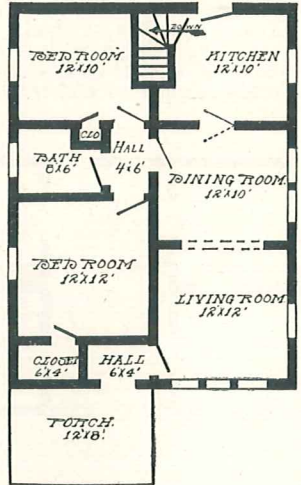 DOWN
BED ROOM
12'X10'
KITCHEN
12'X10'
CLO
HALL
4'6'
BATH
8'X6'
DINING ROOM.
12'X10'
BED ROOM
12'X12'
LIVING ROOM
12'X12'
CLOSET
6'X4'
HALL
6'X4'
PORCH.
12'X8'.